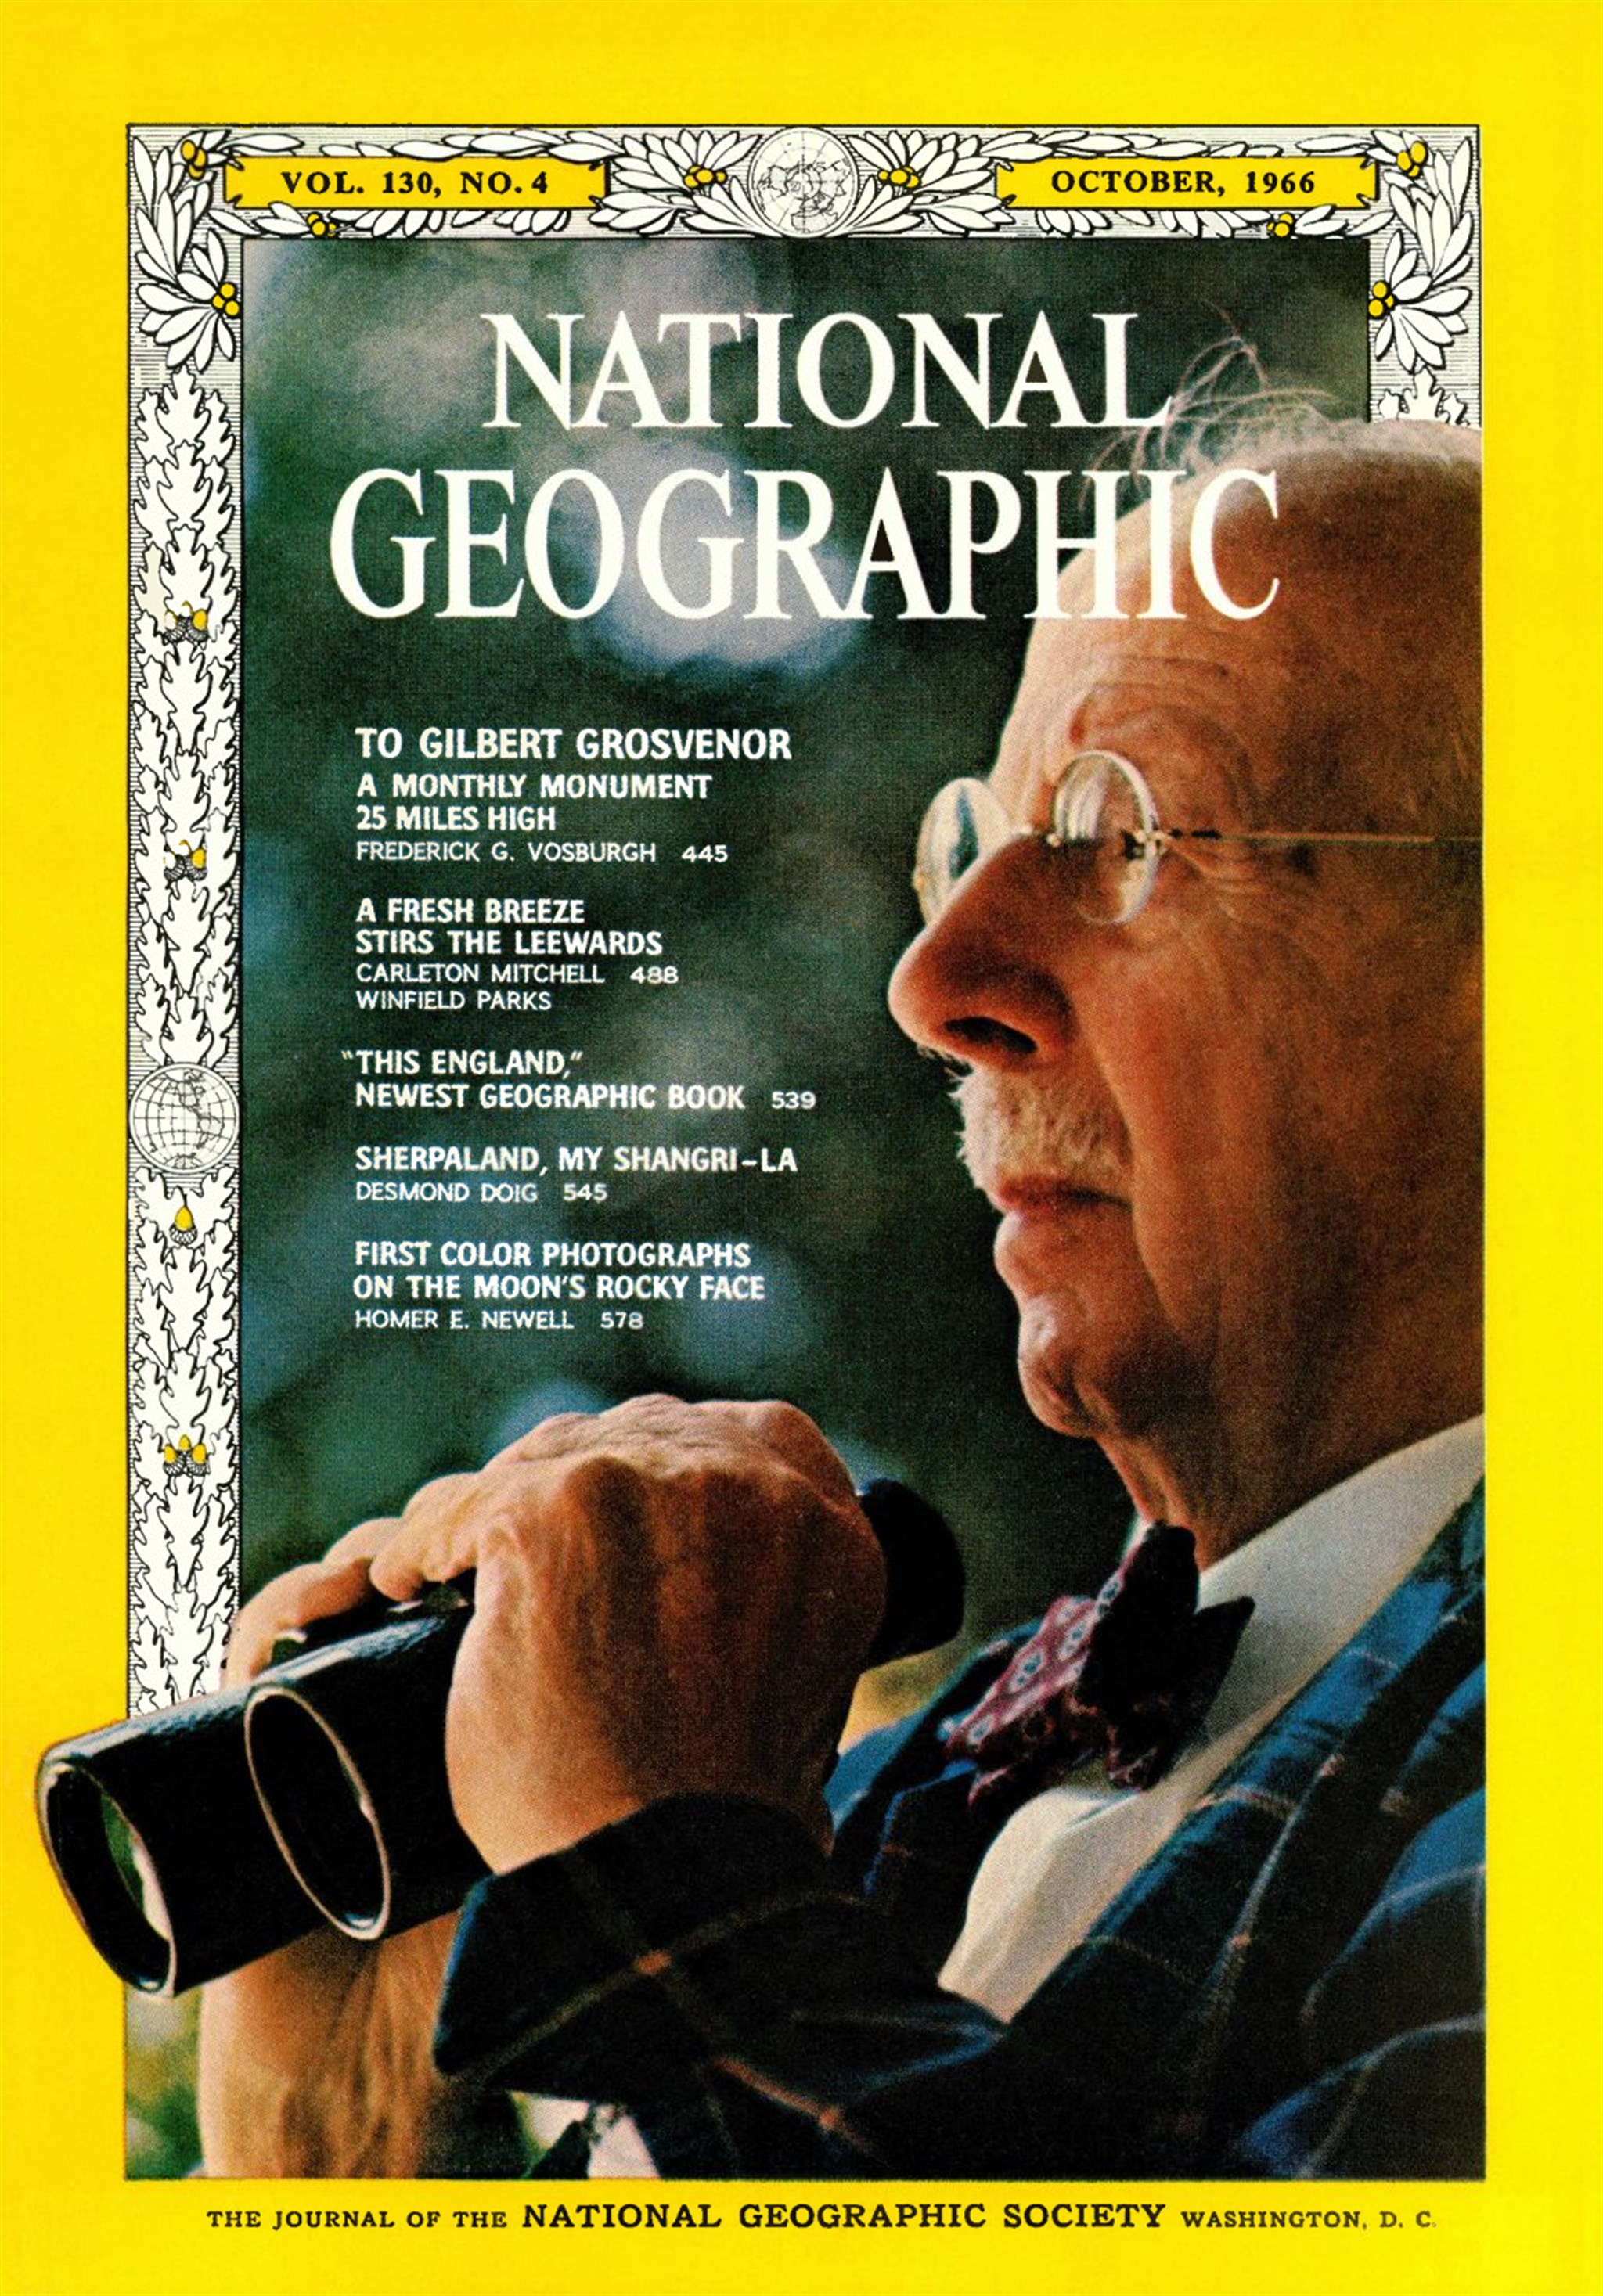 VOL. 130, NO. 4
OCTOBER, 1966
NATIONAL
GEOGRAPHIC
TO GILBERT GROSVENOR
A MONTHLY MONUMENT
25 MILES HIGH
FREDERICK G. VOSBURGH 445
A FRESH BREEZE
STIRS THE LEEWARDS
CARLETON MITCHELL 488
WINFIELD PARKS
"THIS ENGLAND,"
NEWEST GEOGRAPHIC BOOK 539
SHERPALAND, MY SHANGRI-LA
DESMOND DOIG 545
FIRST COLOR PHOTOGRAPHS
ON THE MOON'S ROCKY FACE
HOMER E. NEWELL 578
THE JOURNAL OF THE NATIONAL GEOGRAPHIC SOCIETY WASHINGTON, D. C.